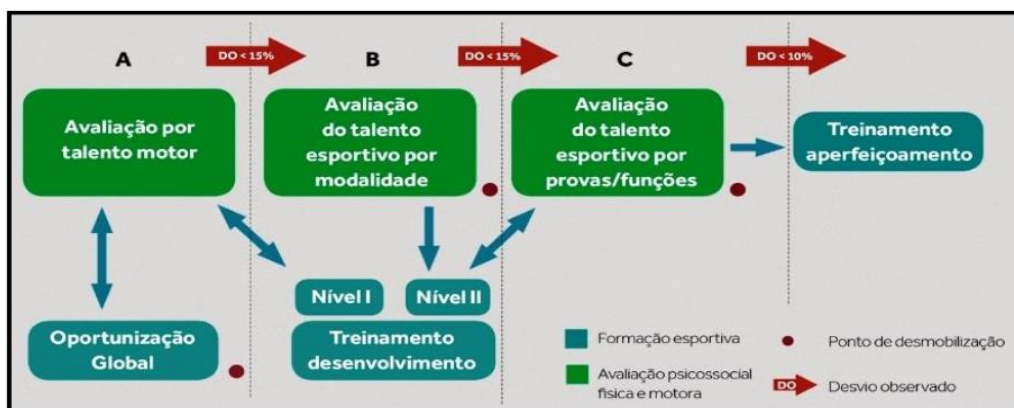 A
DO < 15%
B
DO < 15%
C
DO < 10%
Avaliação por
talento motor
Avaliação
do talento
esportivo por
modalidade
Avaliação
do talento
esportivo por
provas/funções
Treinamento
aperfeiçoamento
Nível I
Nível II
Oportunização
Global
Treinamento
desenvolvimento
Formação esportiva
Ponto de desmobilização
Avaliação psicossocial
física e motora
DO
Desvio observado